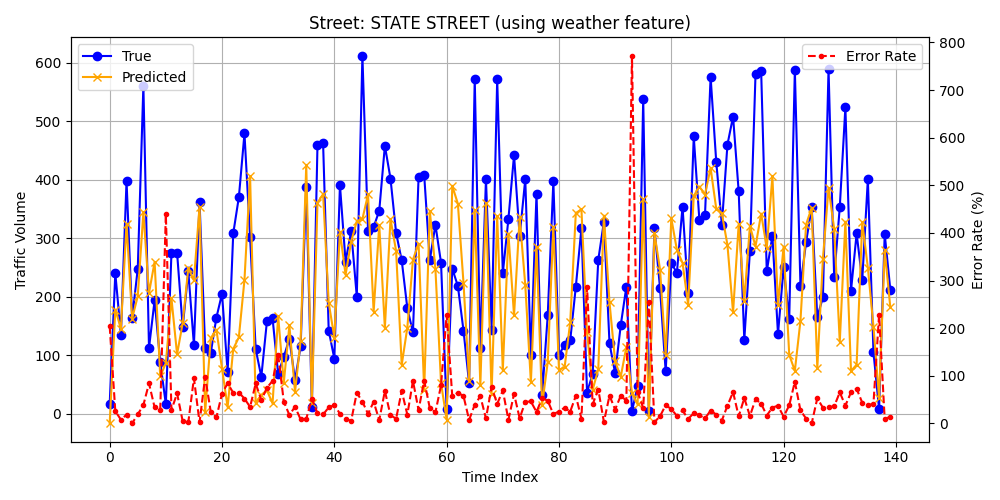 Street: STATE STREET (using weather feature)
True
Predicted
Error Rate
600
500
400
300
200
100
0
Traffic Volume
800
700
600
500
400
300
200
100
0
Error Rate (%)
0 20 40 60 80 100 120 140
Time Index